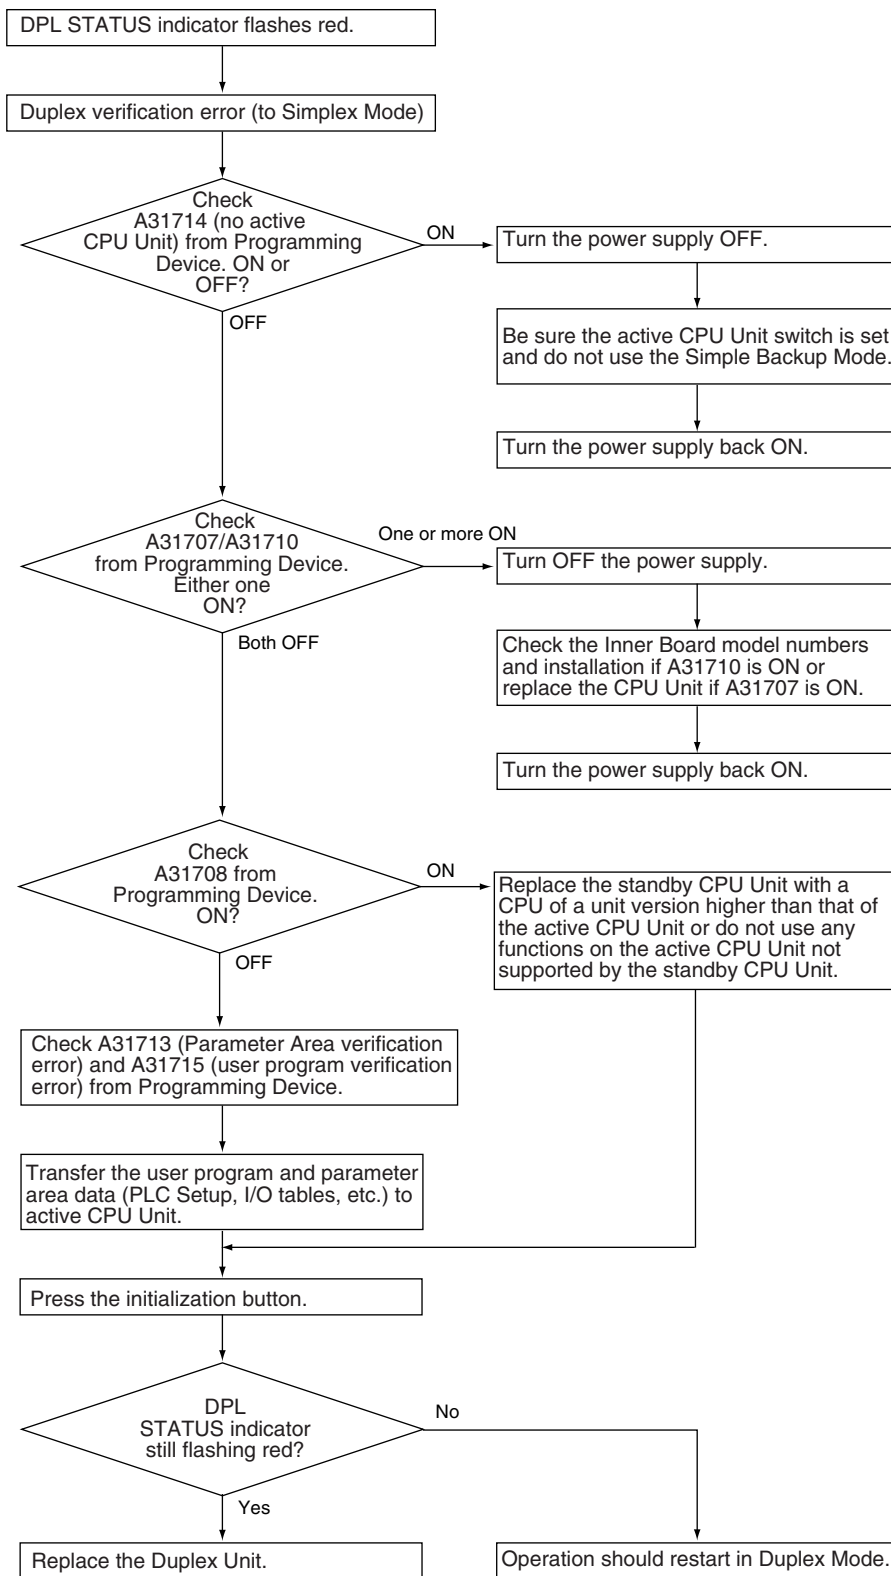 DPL STATUS indicator flashes red.
Duplex verification error (to Simplex Mode)
Check
A31714 (no active
CPU Unit) from Programming
Device. ON or
OFF?
ON
Turn the power supply OFF.
OFF
Be sure the active CPU Unit switch is set
and do not use the Simple Backup Mode.
Turn the power supply back ON.
Check
A31707/A31710
from Programming Device.
Either one
ON?
One or more ON
Turn OFF the power supply.
Both OFF
Check the Inner Board model numbers
and installation if A31710 is ON or
replace the CPU Unit if A31707 is ON.
Turn the power supply back ON.
Check
A31708 from
Programming Device.
ON?
ON
Replace the standby CPU Unit with a
CPU of a unit version higher than that of
the active CPU Unit or do not use any
functions on the active CPU Unit not
supported by the standby CPU Unit.
OFF
Check A31713 (Parameter Area verification
error) and A31715 (user program verification
error) from Programming Device.
Transfer the user program and parameter
area data (PLC Setup, I/O tables, etc.) to
active CPU Unit.
Press the initialization button.
DPL
STATUS indicator
still flashing red?
No
Yes
Replace the Duplex Unit.
Operation should restart in Duplex Mode.